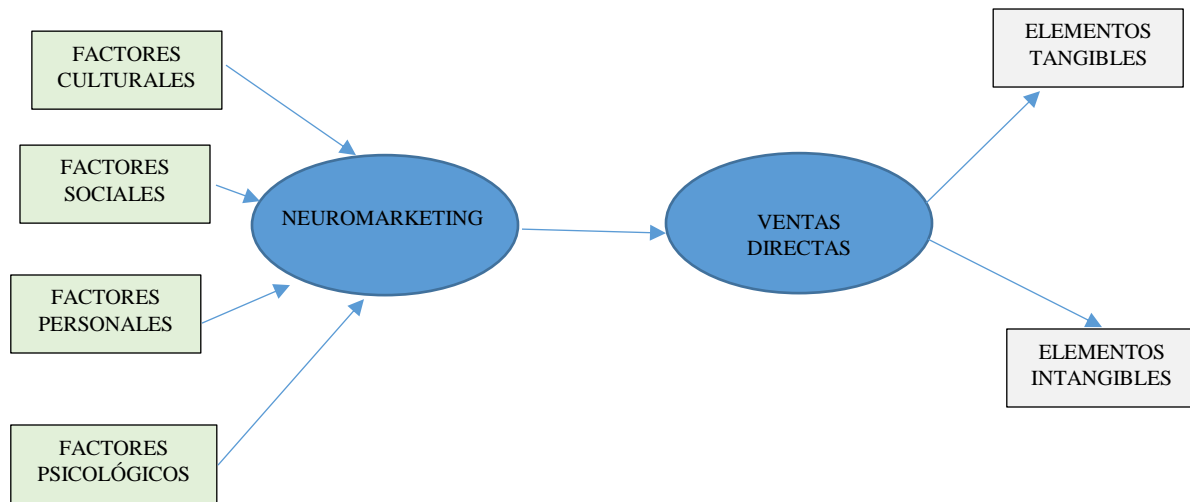 FACTORES
CULTURALES
FACTORES
SOCIALES
FACTORES
PERSONALES
FACTORES
PSICOLÓGICOS
NEUROMARKETING
VENTAS
DIRECTAS
ELEMENTOS
TANGIBLES
ELEMENTOS
INTANGIBLES